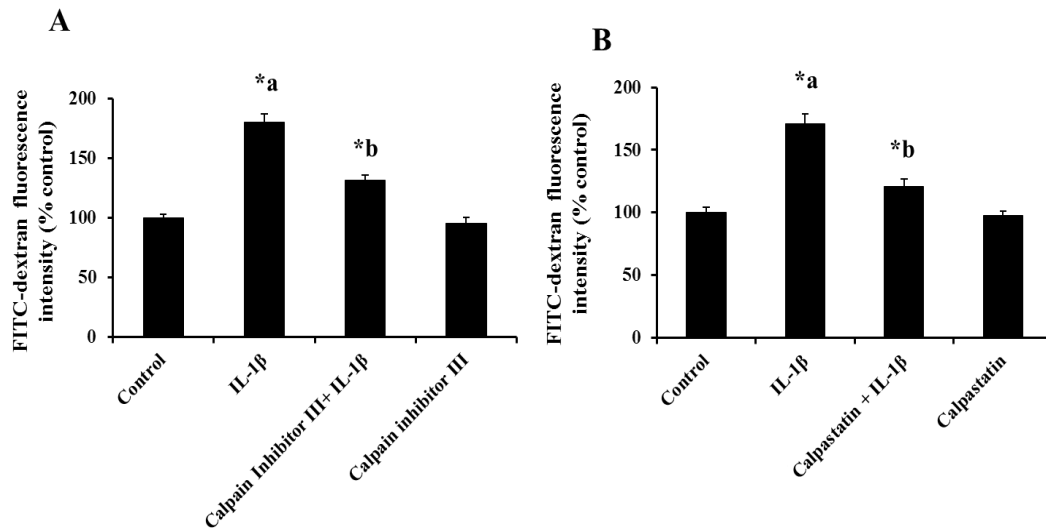 A
FITC-dextran fluorescence
intensity (% control)
200
150
100
50
0
*a
*b
Control
IL-1β
Calpain Inhibitor III+ IL-1β
Calpain inhibitor III
B
FITC-dextran fluorescence
intensity (% control)
200
150
100
50
0
*a
*b
Control
IL-1β
Calpastatin + IL-1β
Calpastatin